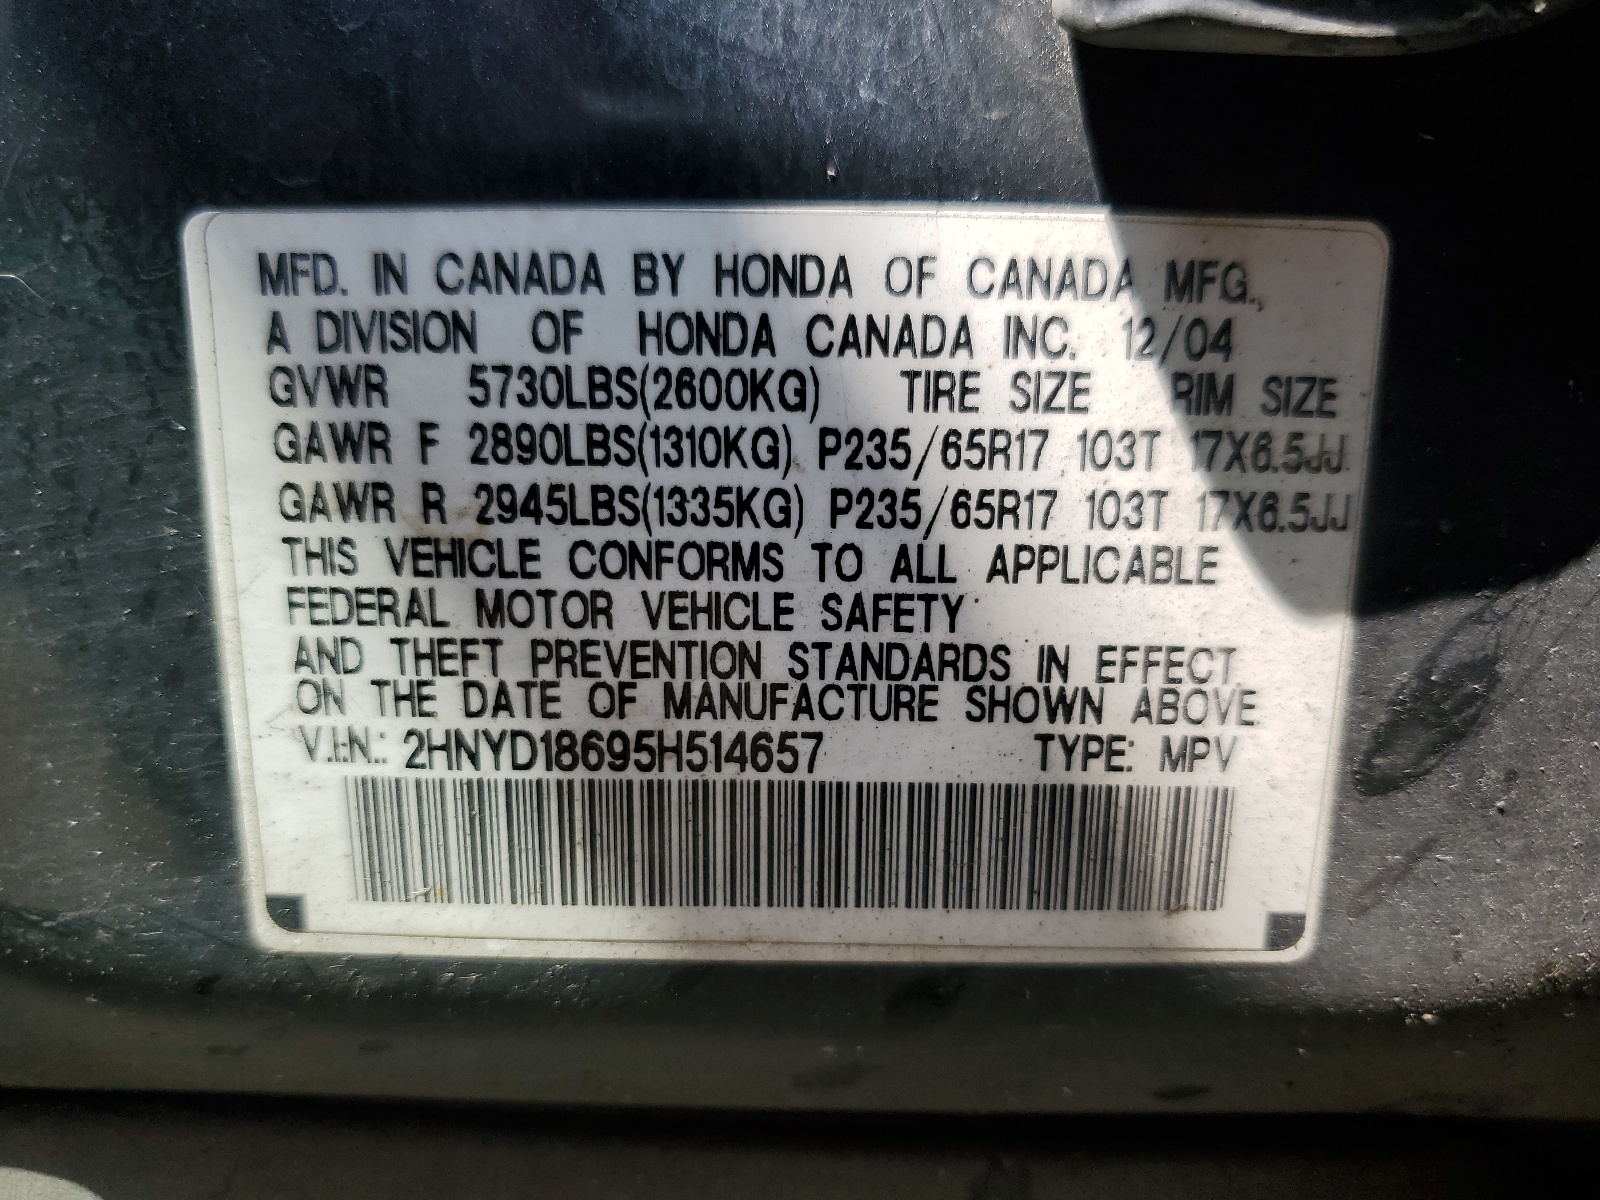 MFD. IN CANADA BY HONDA OF CANADA MFG.,
A DIVISION OF HONDA CANADA INC. 12/04
GVWR 5730LBS(2600KG) TIRE SIZE RIM SIZE
GAWR F 2890LBS(1310KG) P235/65R17 103T 17X6.5JJ
GAWR R 2945LBS(1335KG) P235/65R17 103T 17X6.5JJ
THIS VEHICLE CONFORMS TO ALL APPLICABLE
FEDERAL MOTOR VEHICLE SAFETY
AND THEFT PREVENTION STANDARDS IN EFFECT
ON THE DATE OF MANUFACTURE SHOWN ABOVE
V.I.N.: 2HNYD18695H514657 TYPE: MPV